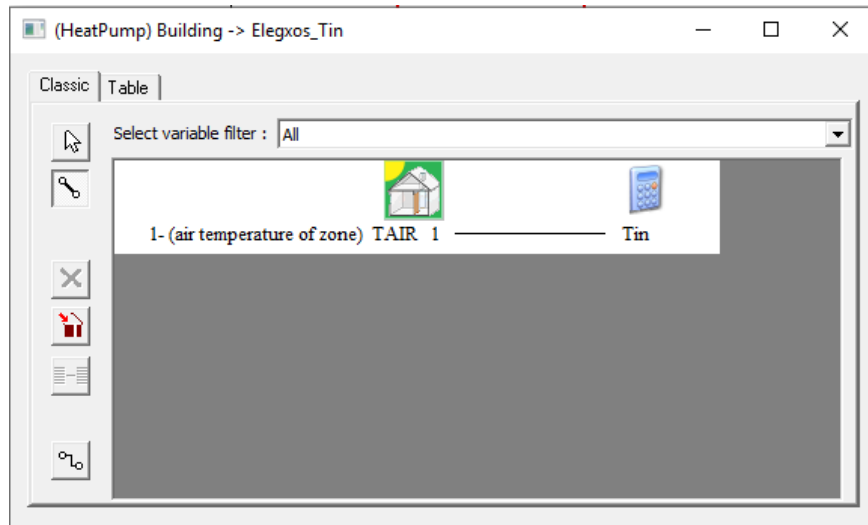 (HeatPump) Building -> Elegxos_Tin
Classic Table
Select variable filter : All
1- (air temperature of zone) TAIR 1 Tin